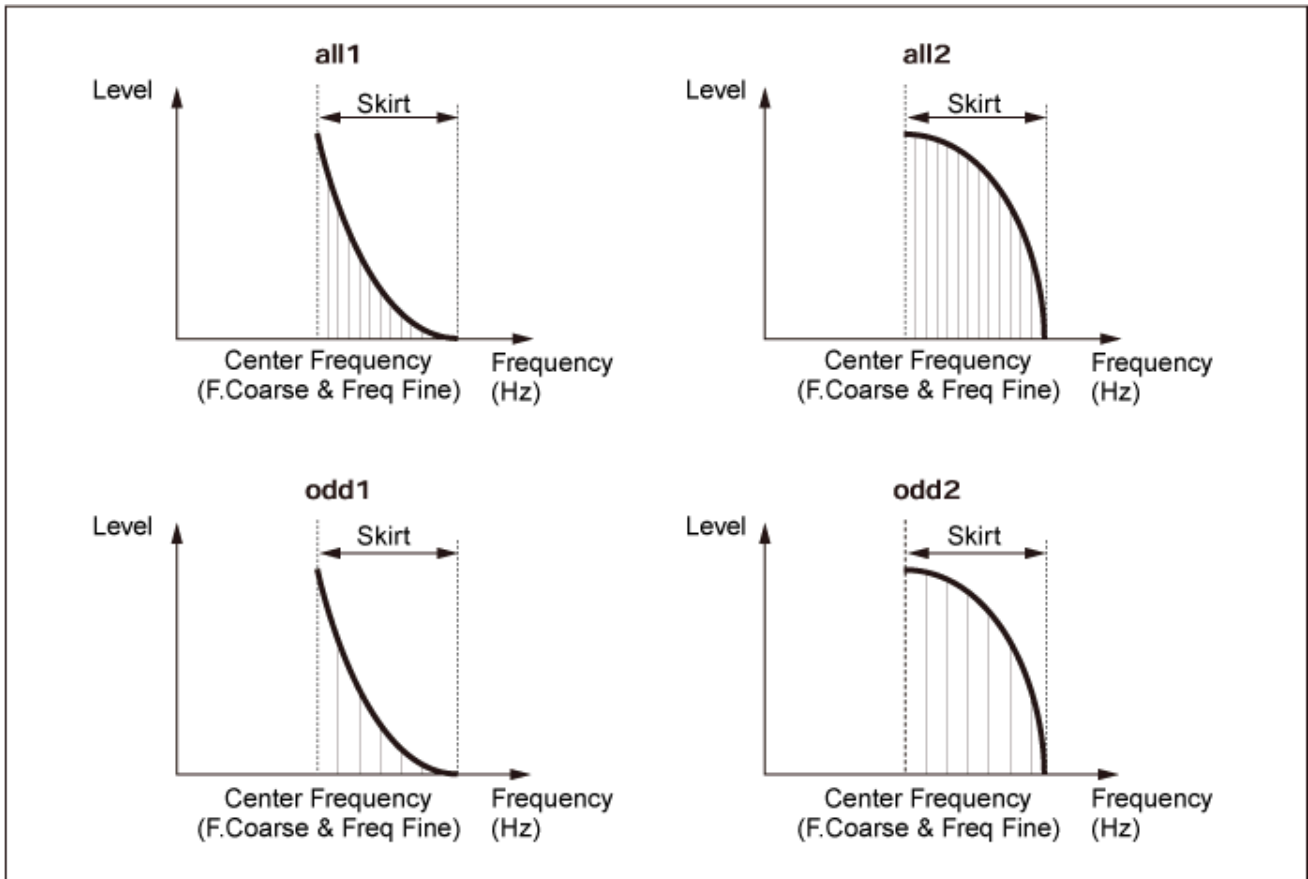 all1
Level
Skirt
Center Frequency
(F.Coarse & Freq Fine)
Frequency
(Hz)
all2
Level
Skirt
Center Frequency
(F.Coarse & Freq Fine)
Frequency
(Hz)
odd1
Level
Skirt
Center Frequency
(F.Coarse & Freq Fine)
Frequency
(Hz)
odd2
Level
Skirt
Center Frequency
(F.Coarse & Freq Fine)
Frequency
(Hz)